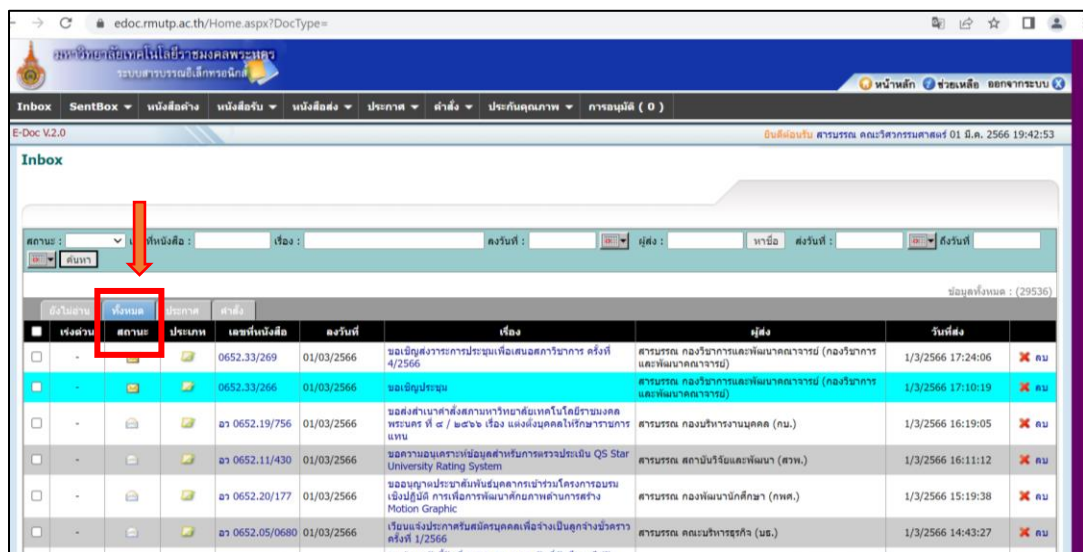 edoc.rmutp.ac.th/Home.aspx?DocType=
มหาวิทยาลัยเทคโนโลยีราชมงคลพระนคร
ระบบสารบรรณอิเล็กทรอนิกส์
หน้าหลัก ช่วยเหลือ ออกจากระบบ
Inbox SentBox หนังสือค้าง หนังสือรับ หนังสือส่ง ประกาศ คำสั่ง ประกันคุณภาพ การอนุมัติ ( 0 )
E-Doc V.2.0 ยินดีต้อนรับ สารบรรณ คณะวิศวกรรมศาสตร์ 01 มี.ค. 2566 19:42:53
Inbox
สถานะ : ที่หนังสือ : เรื่อง : ลงวันที่ : ผู้ส่ง : หาชื่อ ส่งวันที่ : ถึงวันที่
ค้นหา
ข้อมูลทั้งหมด : (29536)
ยังไม่อ่าน ทั้งหมด ประกาศ คำสั่ง
เร่งด่วน สถานะ ประเภท เลขที่หนังสือ ลงวันที่ เรื่อง ผู้ส่ง วันที่ส่ง
- 0652.33/269 01/03/2566 ขอเชิญส่งวาระการประชุมเพื่อเสนอสภาวิชาการ ครั้งที่ 4/2566 สารบรรณ กองวิชาการและพัฒนาคณาจารย์ (กองวิชาการและพัฒนาคณาจารย์) 1/3/2566 17:24:06 ลบ
- 0652.33/266 01/03/2566 ขอเชิญประชุม สารบรรณ กองวิชาการและพัฒนาคณาจารย์ (กองวิชาการและพัฒนาคณาจารย์) 1/3/2566 17:10:19 ลบ
- อว 0652.19/756 01/03/2566 ขอส่งสำเนาคำสั่งสภามหาวิทยาลัยเทคโนโลยีราชมงคลพระนคร ที่ ๔ / ๒๕๖๖ เรื่อง แต่งตั้งบุคคลให้รักษาราชการแทน สารบรรณ กองบริหารงานบุคคล (กบ.) 1/3/2566 16:19:05 ลบ
- อว 0652.11/430 01/03/2566 ขอความอนุเคราะห์ข้อมูลสำหรับการตรวจประเมิน QS Star University Rating System สารบรรณ สถาบันวิจัยและพัฒนา (สวพ.) 1/3/2566 16:11:12 ลบ
- อว 0652.20/177 01/03/2566 ขออนุญาตประชาสัมพันธ์บุคลากรเข้าร่วมโครงการอบรมเชิงปฏิบัติ การเพื่อการพัฒนาศักยภาพด้านการสร้าง Motion Graphic สารบรรณ กองพัฒนานักศึกษา (กพศ.) 1/3/2566 15:19:38 ลบ
- อว 0652.05/0680 01/03/2566 เวียนแจ้งประกาศรับสมัครบุคคลเพื่อจ้างเป็นลูกจ้างชั่วคราว ครั้งที่ 1/2566 สารบรรณ คณะบริหารธุรกิจ (บธ.) 1/3/2566 14:43:27 ลบ